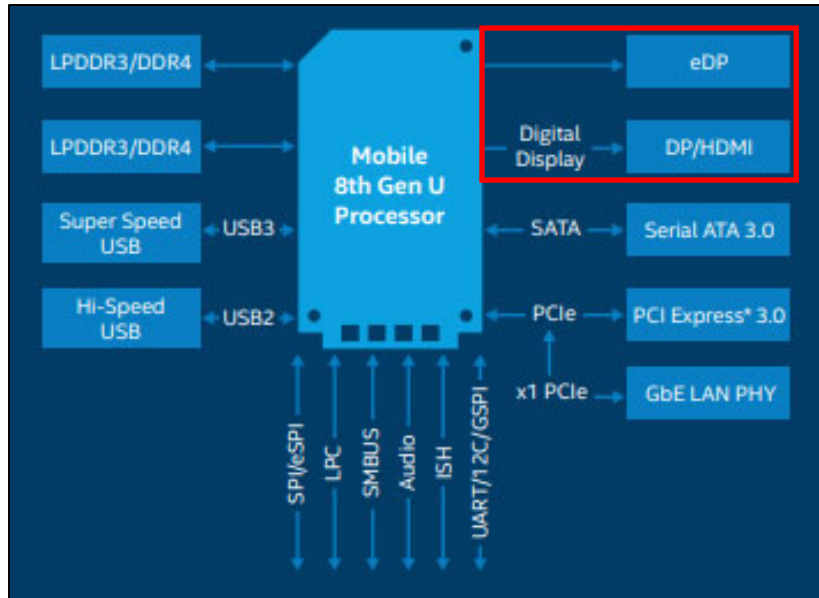 LPDDR3/DDR4
LPDDR3/DDR4
Super Speed
USB
USB3
Hi-Speed
USB
USB2
Mobile
8th Gen U
Processor
eDP
Digital
Display
DP/HDMI
SATA
Serial ATA 3.0
PCIe
PCI Express* 3.0
x1 PCIe
GbE LAN PHY
SPI/eSPI
LPC
SMBUS
Audio
ISH
UART/12C/GSPI